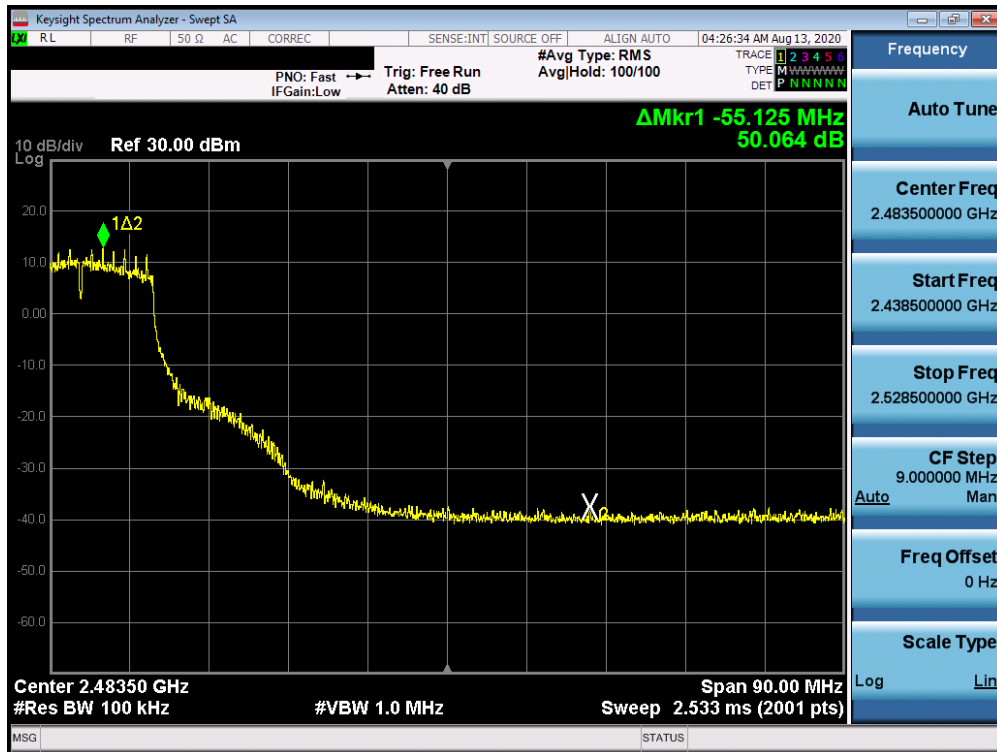 Keysight Spectrum Analyzer - Swept SA
LXI RL RF 50 Ω AC CORREC SENSE:INT SOURCE OFF ALIGN AUTO 04:26:34 AM Aug 13, 2020
PNO: Fast Trig: Free Run #Avg Type: RMS TRACE 1 2 3 4 5 6
IFGain:Low Atten: 40 dB Avg|Hold: 100/100 TYPE M WWWWW
DET P N N N N N
ΔMkr1 -55.125 MHz
50.064 dB
10 dB/div Ref 30.00 dBm
Log
20.0
1Δ2
10.0
0.00
-10.0
-20.0
-30.0
-40.0
2
-50.0
-60.0
Center 2.48350 GHz Span 90.00 MHz
#Res BW 100 kHz #VBW 1.0 MHz Sweep 2.533 ms (2001 pts)
MSG STATUS
Frequency
Auto Tune
Center Freq
2.483500000 GHz
Start Freq
2.438500000 GHz
Stop Freq
2.528500000 GHz
CF Step
9.000000 MHz
Auto Man
Freq Offset
0 Hz
Scale Type
Log Lin